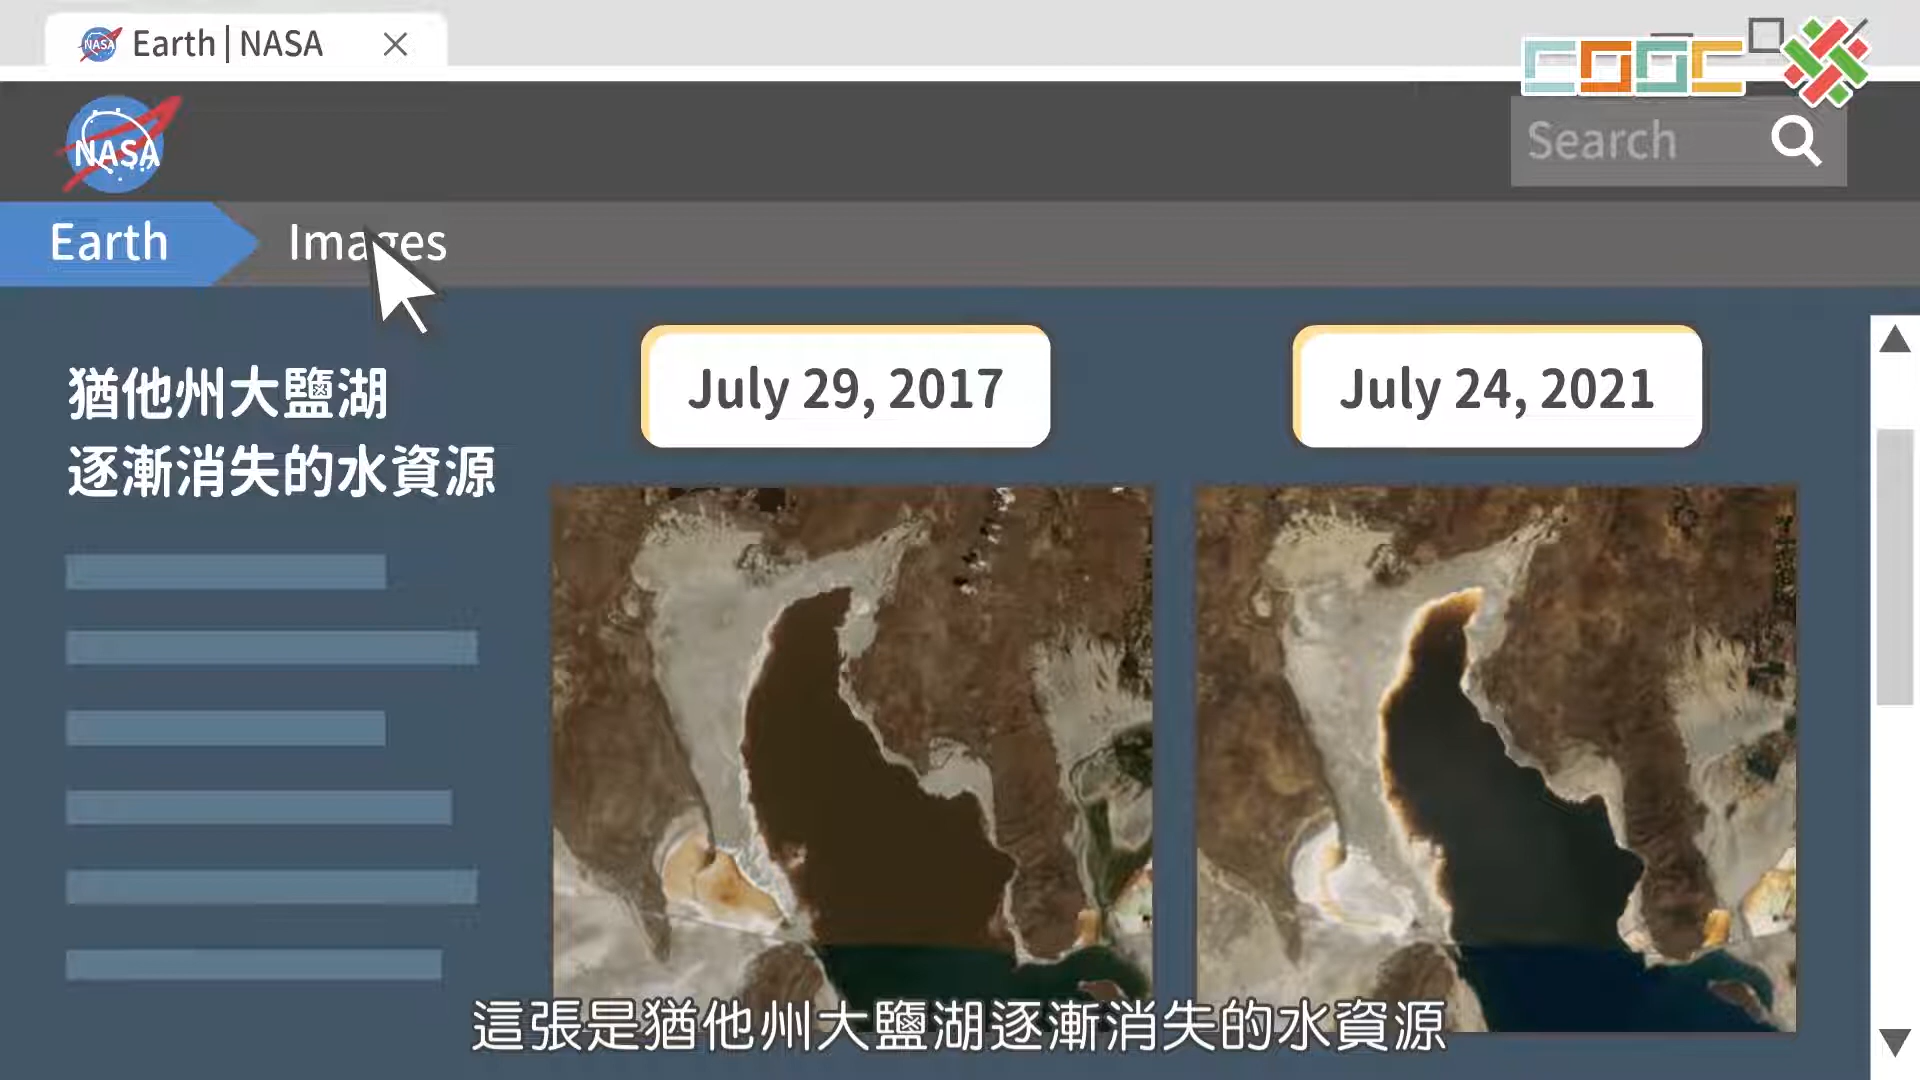 Earth | NASA
COOC
NASA
Search
Earth
Images
July 29, 2017
July 24, 2021
猶他州大鹽湖
逐漸消失的水資源
這張是猶他州大鹽湖逐漸消失的水資源